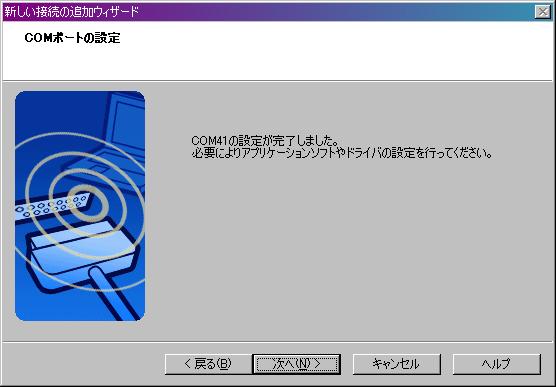 新しい接続の追加ウィザード
COMポートの設定
COM41の設定が完了しました。
必要によりアプリケーションソフトやドライバの設定を行ってください。
< 戻る(B)
次へ(N) >
キャンセル
ヘルプ